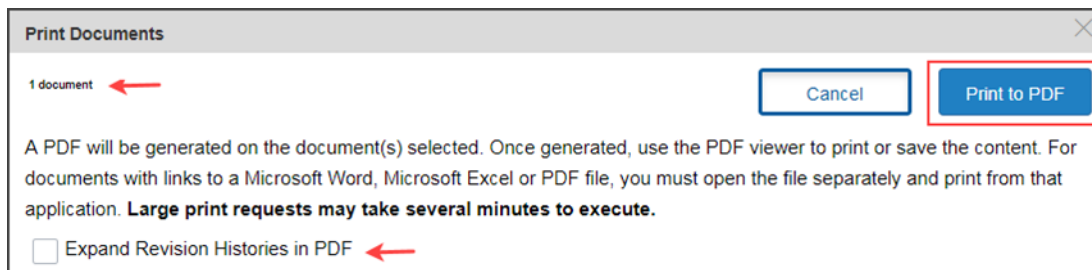 Print Documents
1 document
Cancel
Print to PDF
A PDF will be generated on the document(s) selected. Once generated, use the PDF viewer to print or save the content. For
documents with links to a Microsoft Word, Microsoft Excel or PDF file, you must open the file separately and print from that
application. Large print requests may take several minutes to execute.
Expand Revision Histories in PDF